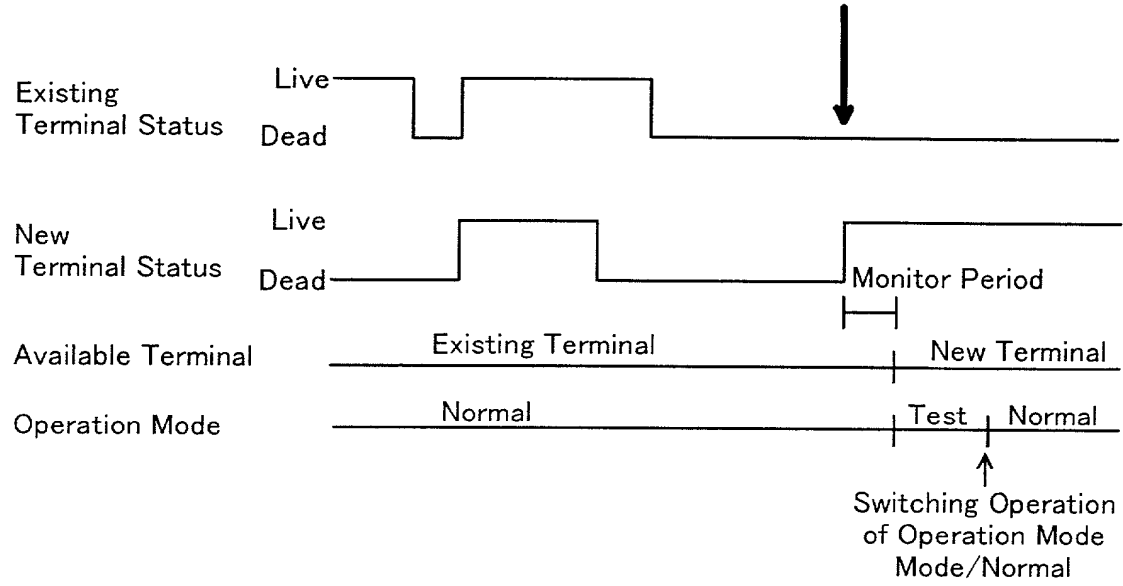 Existing
Terminal Status
Live
Dead
New
Terminal Status
Live
Dead
Monitor Period
Available Terminal
Existing Terminal
New Terminal
Operation Mode
Normal
Test
Normal
Switching Operation
of Operation Mode
Mode/Normal